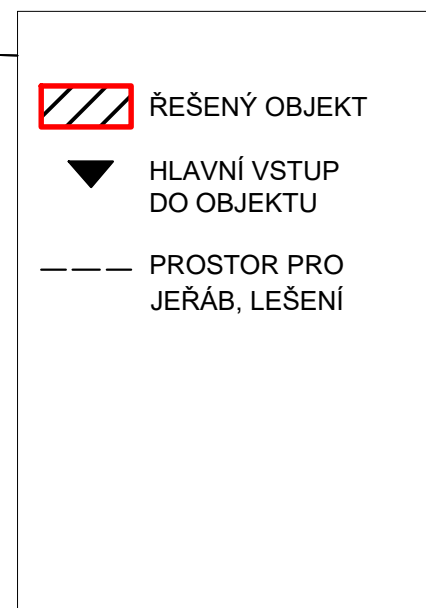 ŘEŠENÝ OBJEKT
HLAVNÍ VSTUP
DO OBJEKTU
PROSTOR PRO
JEŘÁB, LEŠENÍ